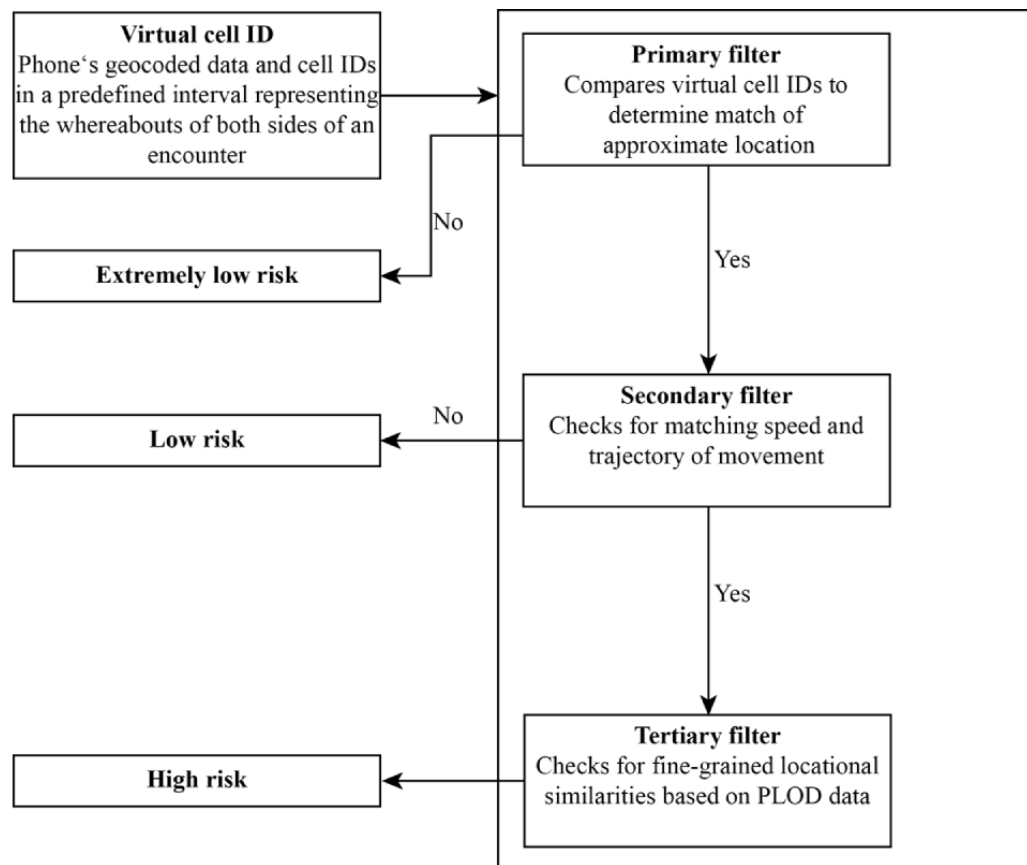 Virtual cell ID
Phone‘s geocoded data and cell IDs
in a predefined interval representing
the whereabouts of both sides of an
encounter
Primary filter
Compares virtual cell IDs to
determine match of
approximate location
No
Extremely low risk
Yes
Secondary filter
Checks for matching speed and
trajectory of movement
No
Low risk
Yes
Tertiary filter
Checks for fine-grained locational
similarities based on PLOD data
High risk